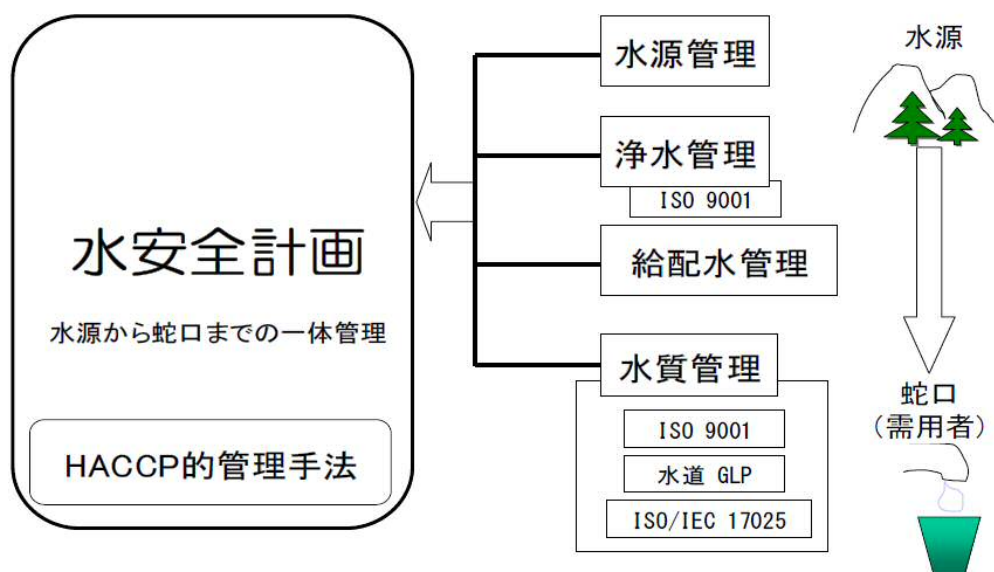 水安全計画
水源から蛇口までの一体管理
HACCP的管理手法
水源管理
浄水管理
ISO 9001
給配水管理
水質管理
ISO 9001
水道 GLP
ISO/IEC 17025
水源
蛇口
（需用者）